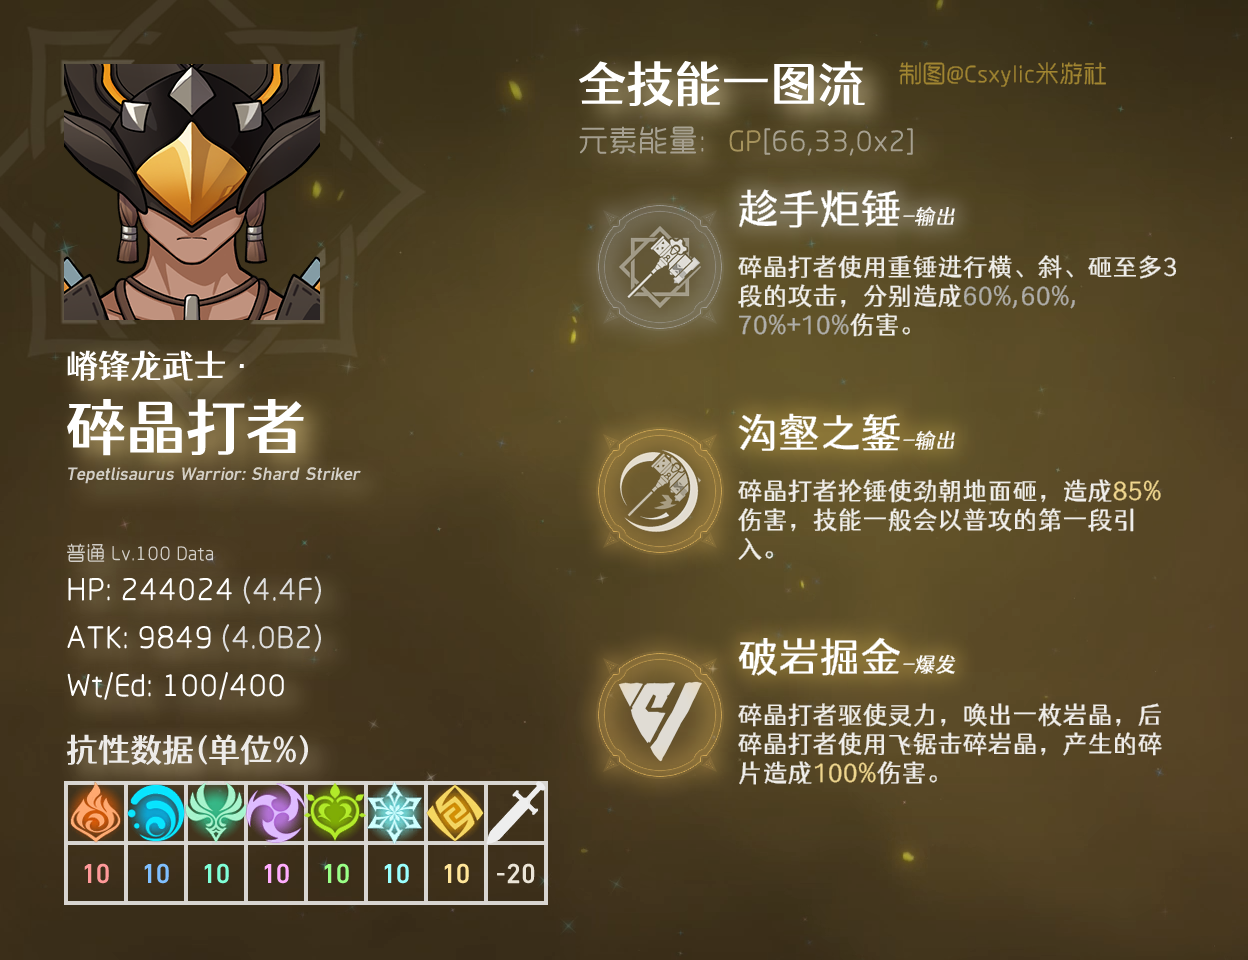 全技能一图流
制图@Csxylic米游社
元素能量：GP[66,33,0x2]
嵴锋龙武士·
碎晶打者
Tepetlisaurus Warrior: Shard Striker
普通 Lv.100 Data
HP: 244024 (4.4F)
ATK: 9849 (4.0B2)
Wt/Ed: 100/400
抗性数据(单位%)
10 10 10 10 10 10 10 -20
趁手炬锤-输出
碎晶打者使用重锤进行横、斜、砸至多3
段的攻击，分别造成60%,60%,
70%+10%伤害。
沟壑之錾-输出
碎晶打者抡锤使劲朝地面砸，造成85%
伤害，技能一般会以普攻的第一段引
入。
破岩掘金-爆发
碎晶打者驱使灵力，唤出一枚岩晶，后
碎晶打者使用飞锯击碎岩晶，产生的碎
片造成100%伤害。